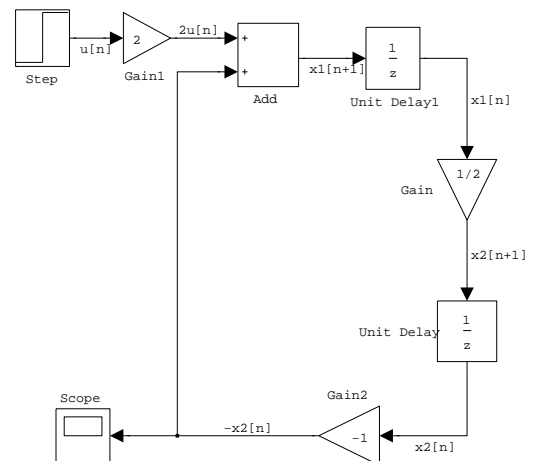 2
2u[n]
u[n]
Step
Gain1
+
+
Add
x1[n+1]
1
z
Unit Delay1
x1[n]
1/2
Gain
x2[n+1]
Unit Delay
1
z
Gain2
Scope
-x2[n]
-1
x2[n]